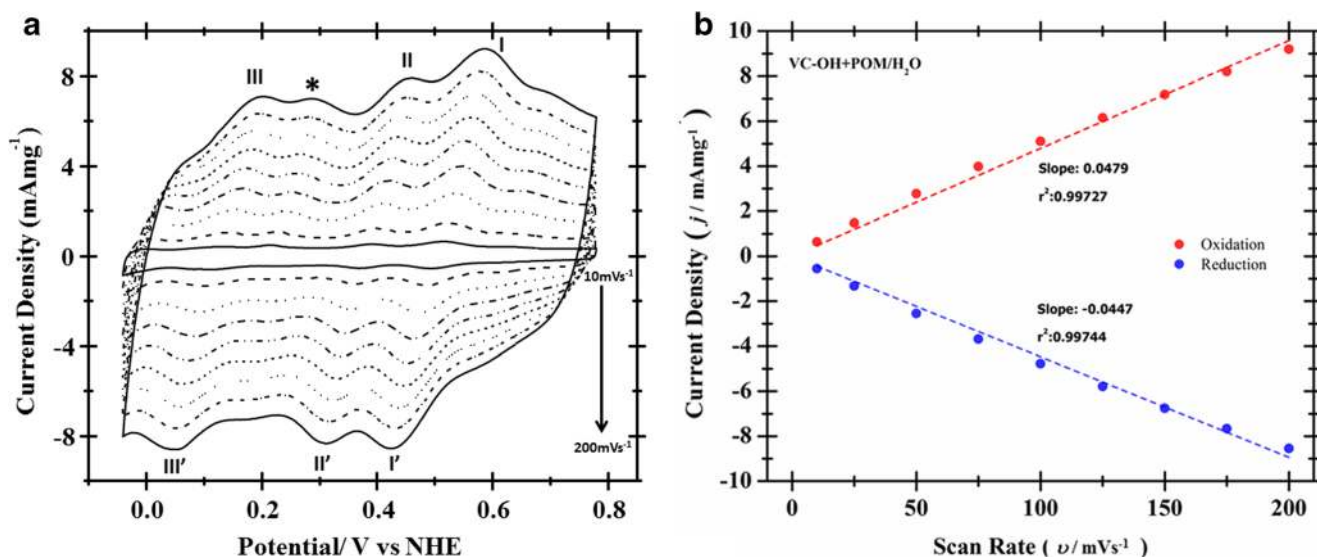 a
8
4
0
-4
-8
Current Density (mAmg⁻¹)
III
*
II
I
10mVs⁻¹
200mVs⁻¹
III'
II'
I'
0.0 0.2 0.4 0.6 0.8
Potential/ V vs NHE
b
10
8
6
4
2
0
-2
-4
-6
-8
-10
Current Density ( j / mAmg⁻¹)
VC-OH+POM/H₂O
Slope: 0.0479
r²:0.99727
Oxidation
Reduction
Slope: -0.0447
r²:0.99744
0 50 100 150 200
Scan Rate ( υ / mVs⁻¹)